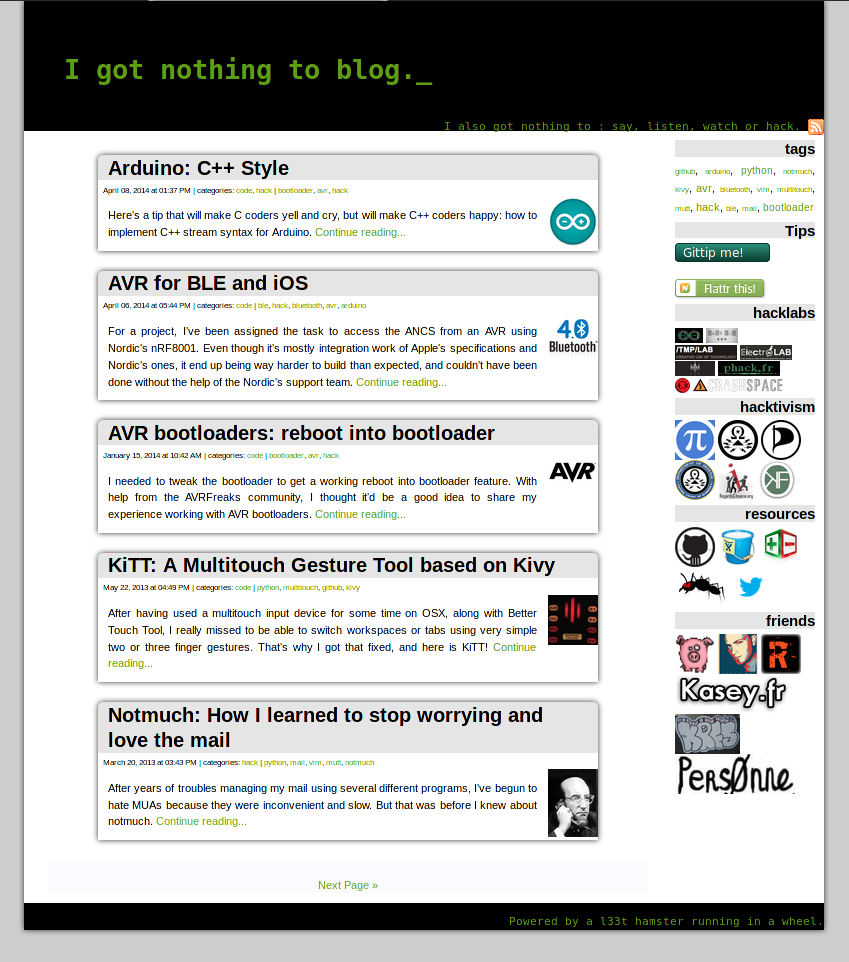 I got nothing to blog._
I also got nothing to : say, listen, watch or hack.
Arduino: C++ Style
April 08, 2014 at 01:37 PM | categories: code, hack | bootloader, avr, hack
Here's a tip that will make C coders yell and cry, but will make C++ coders happy: how to
implement C++ stream syntax for Arduino. Continue reading...
AVR for BLE and iOS
April 06, 2014 at 05:44 PM | categories: code | ble, hack, bluetooth, avr, arduino
For a project, I've been assigned the task to access the ANCS from an AVR using
Nordic's nRF8001. Even though it's mostly integration work of Apple's specifications and
Nordic's ones, it end up being way harder to build than expected, and couldn't have been
done without the help of the Nordic's support team. Continue reading...
4.0
Bluetooth
AVR bootloaders: reboot into bootloader
January 15, 2014 at 10:42 AM | categories: code | bootloader, avr, hack
I needed to tweak the bootloader to get a working reboot into bootloader feature. With
help from the AVRFreaks community, I thought it'd be a good idea to share my
experience working with AVR bootloaders. Continue reading...
AVR
KiTT: A Multitouch Gesture Tool based on Kivy
May 22, 2013 at 04:49 PM | categories: code | python, multitouch, github, kivy
After having used a multitouch input device for some time on OSX, along with Better
Touch Tool, I really missed to be able to switch workspaces or tabs using very simple
two or three finger gestures. That's why I got that fixed, and here is KiTT! Continue
reading...
Notmuch: How I learned to stop worrying and
love the mail
March 20, 2013 at 03:43 PM | categories: hack | python, mail, vim, mutt, notmuch
After years of troubles managing my mail using several different programs, I've begun to
hate MUAs because they were inconvenient and slow. But that was before I knew about
notmuch. Continue reading...
Next Page »
tags
github, arduino, python, notmuch,
kivy, avr, bluetooth, vim, multitouch,
mutt, hack, ble, mail, bootloader
Tips
Gittip me!
Flattr this!
hacklabs
/TMP/LAB
ElectroLAB
phack.fr
CRASHSPACE
hacktivism
resources
friends
R
Kasey.fr
KRES
PersØnne
Powered by a l33t hamster running in a wheel.